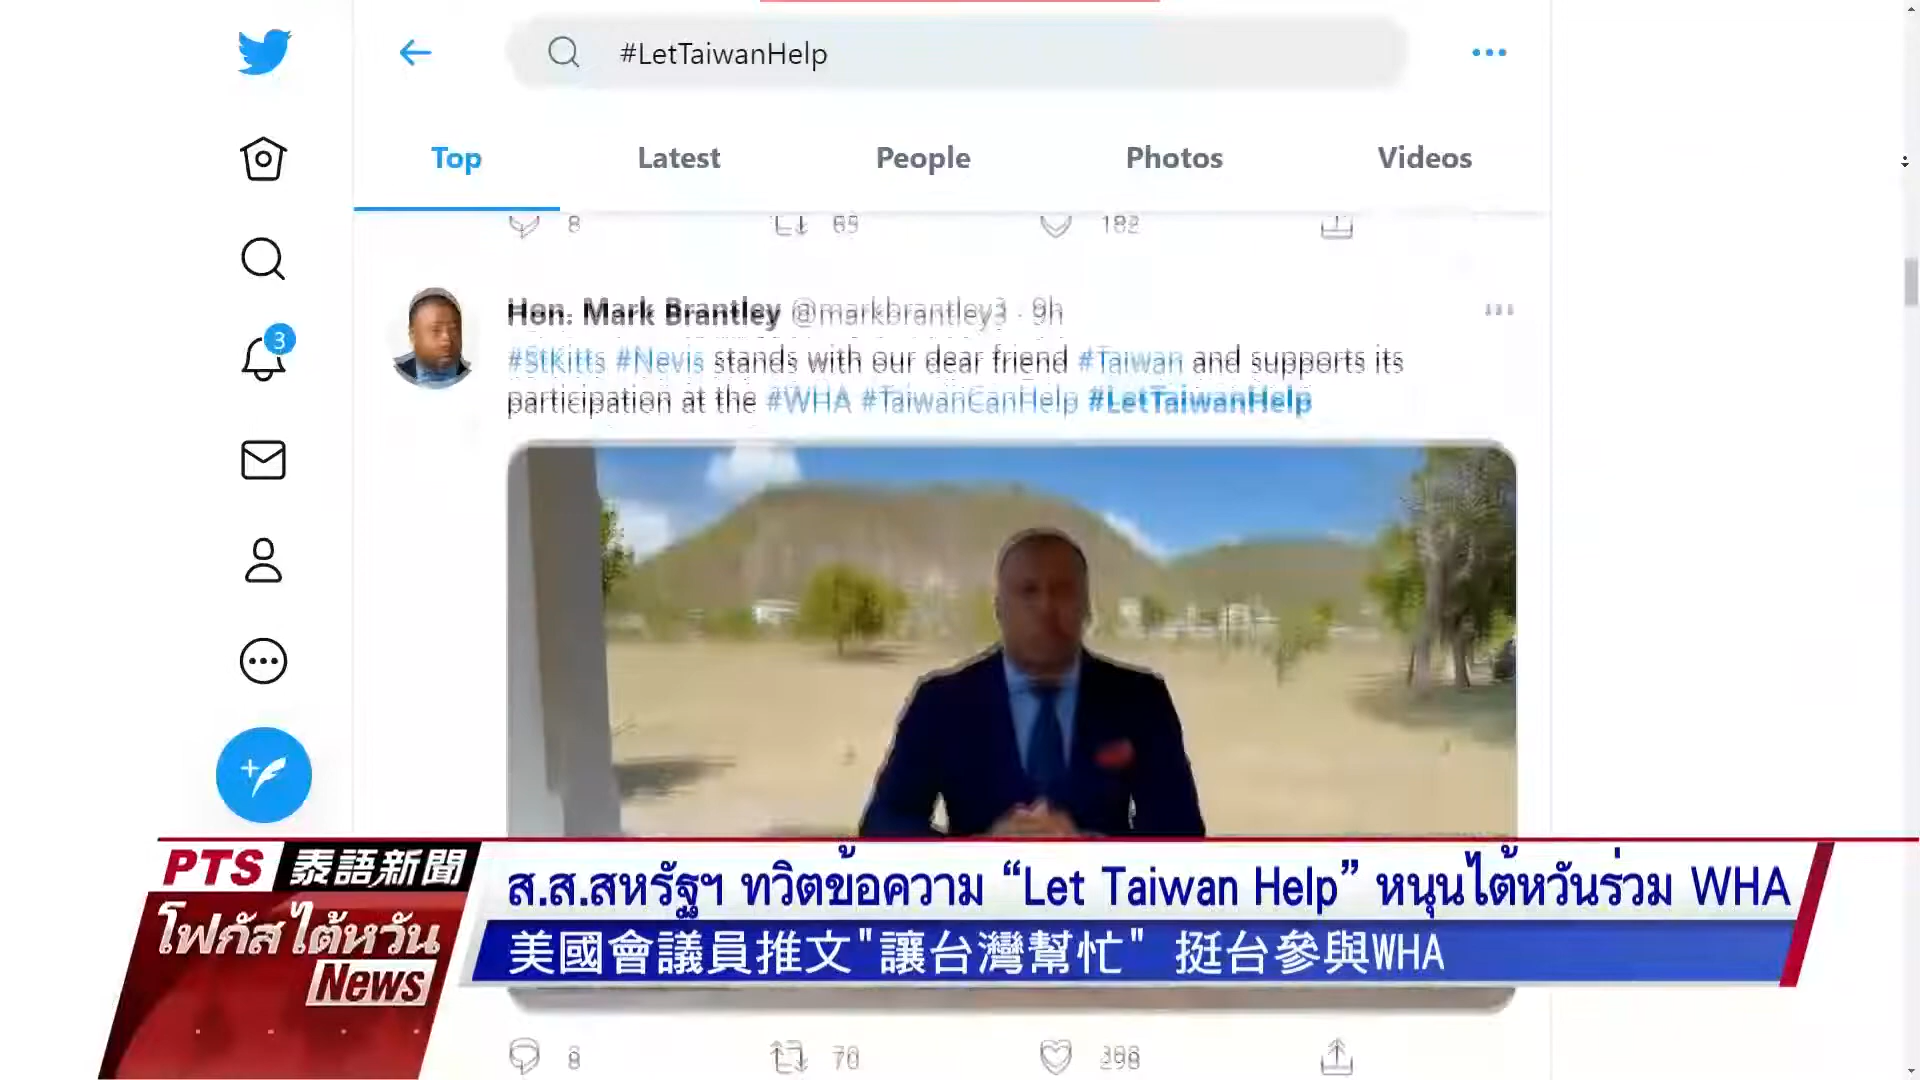 #LetTaiwanHelp
Top Latest People Photos Videos
8 65 182
Hon. Mark Brantley @markbrantley3 · 9h
#StKitts #Nevis stands with our dear friend #Taiwan and supports its
participation at the #WHA #TaiwanCanHelp #LetTaiwanHelp
3
PTS 泰語新聞
โฟกัสไต้หวัน
News
ส.ส.สหรัฐฯ ทวิตข้อความ “Let Taiwan Help” หนุนไต้หวันร่วม WHA
美國會議員推文"讓台灣幫忙" 挺台參與WHA
8 70